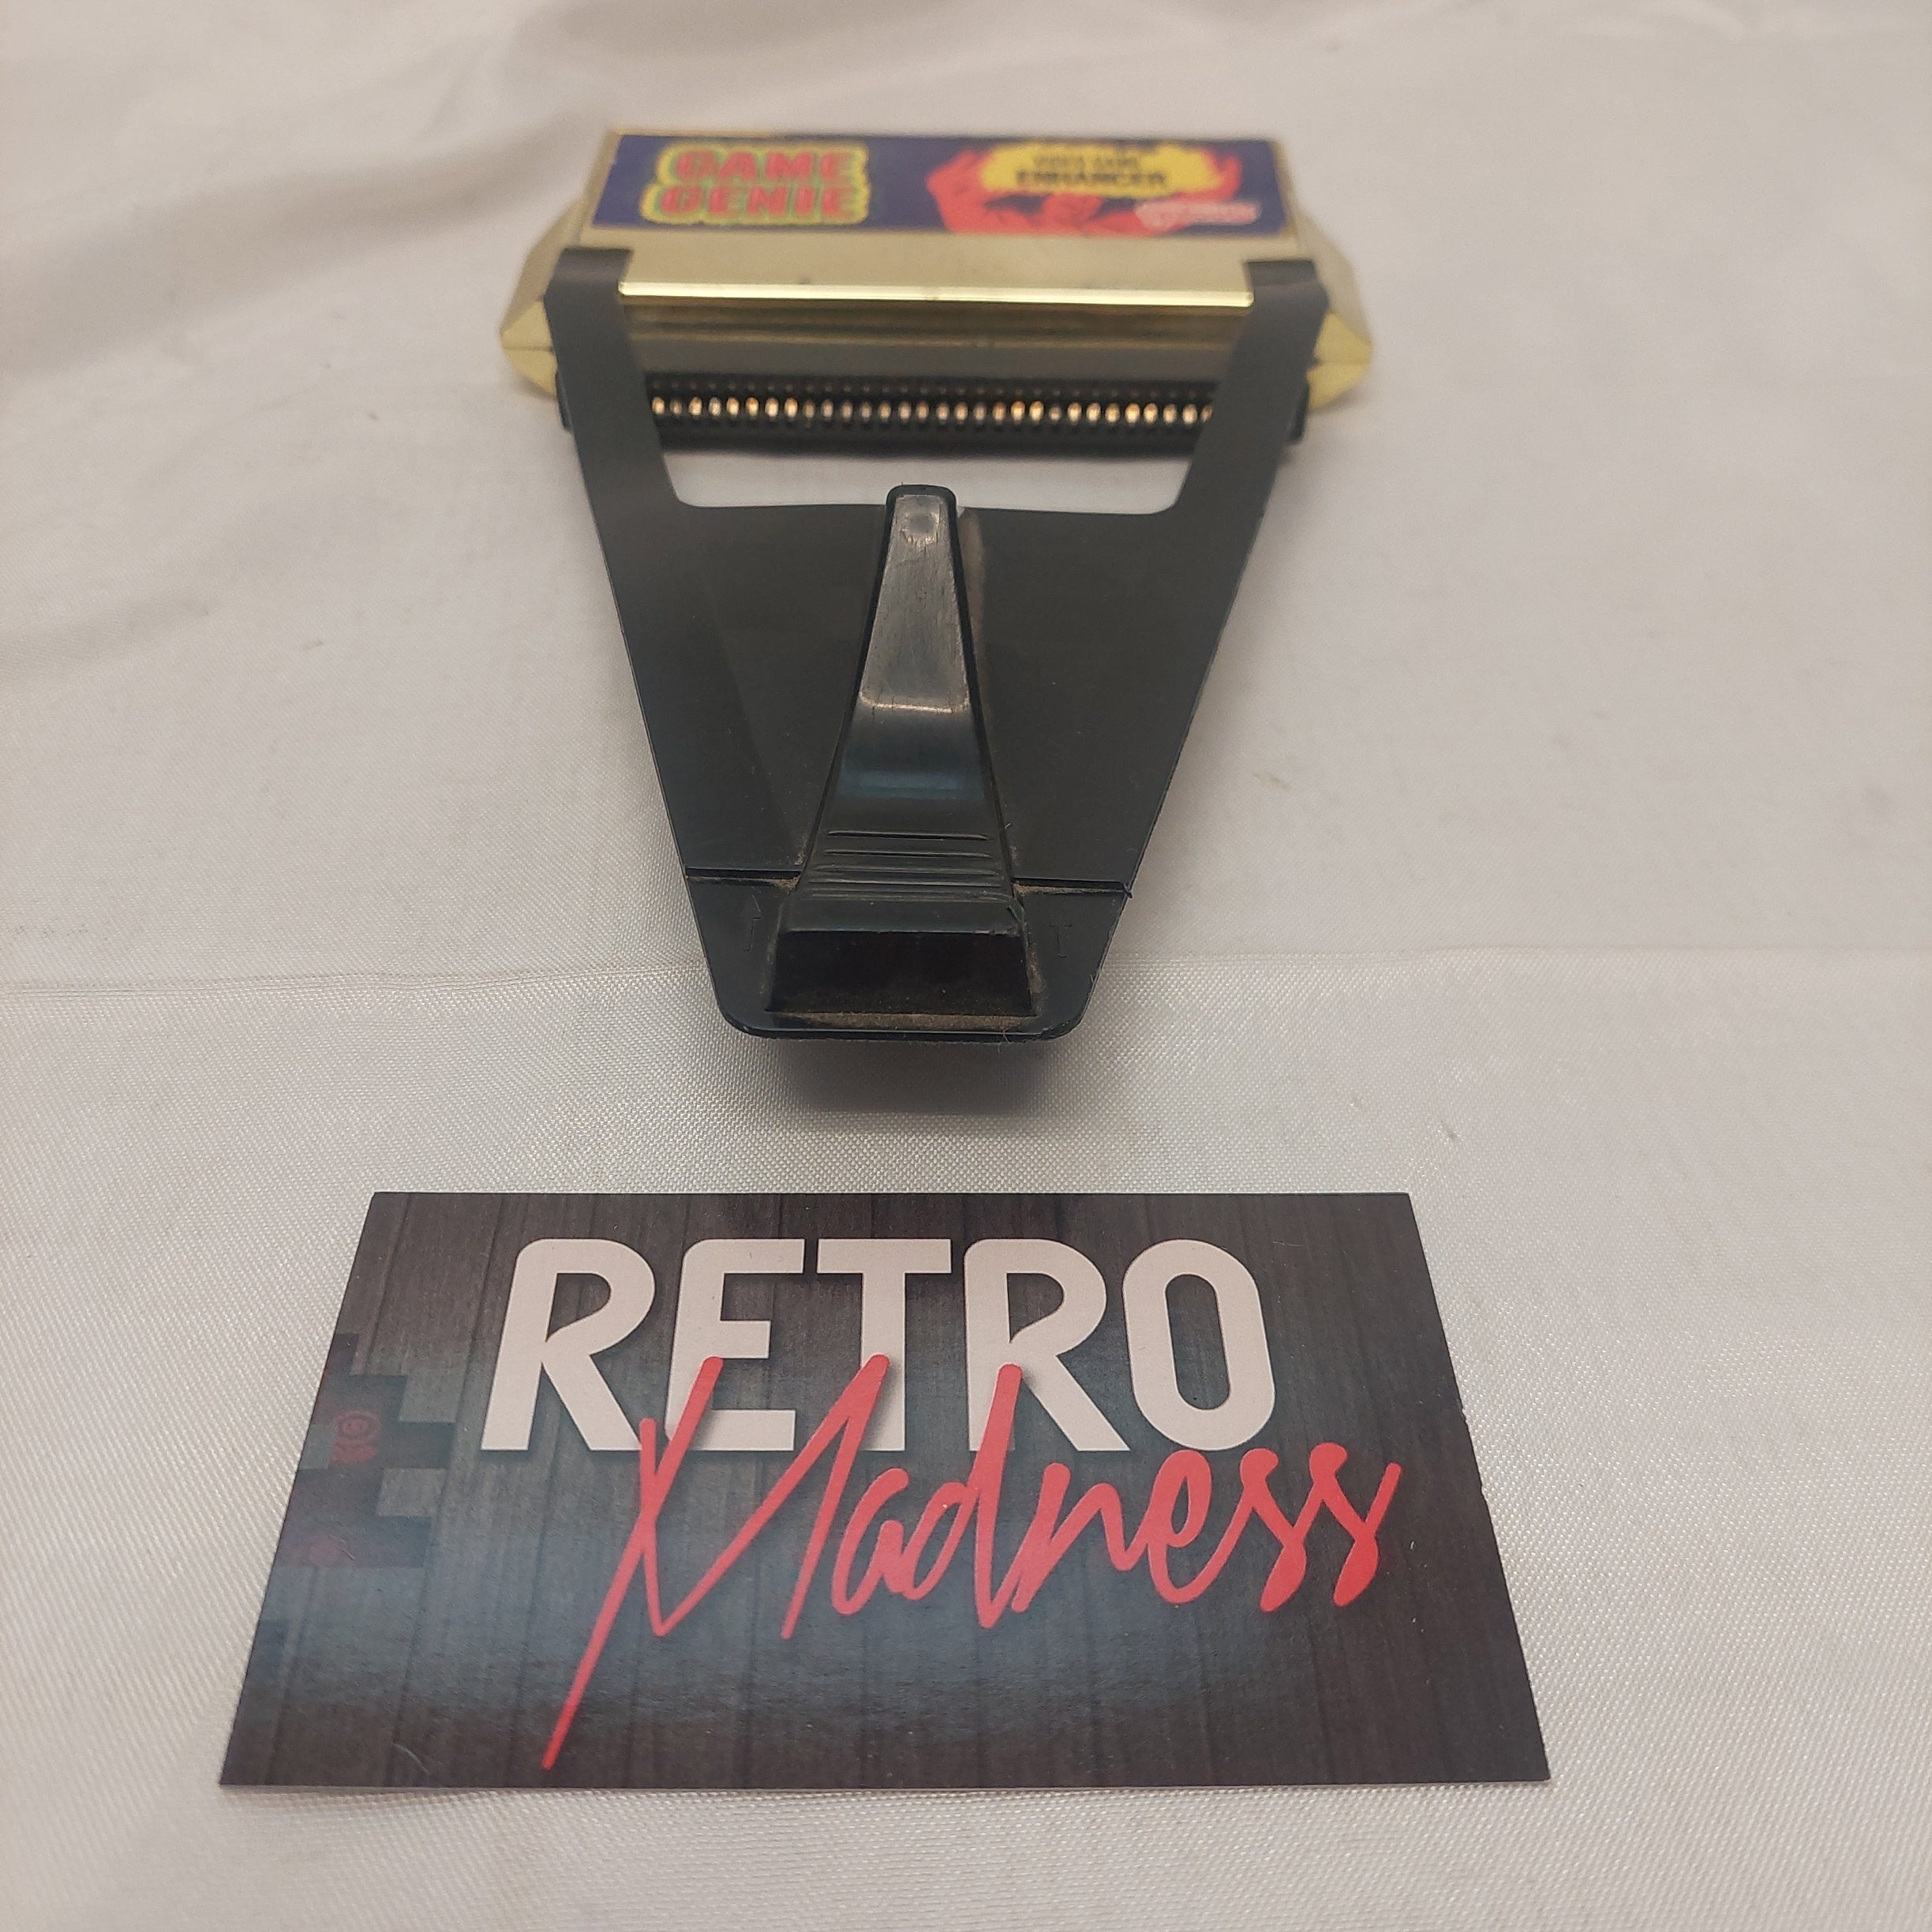 GAME
GENIE
VIDEO GAME
ENHANCER
RETRO
Madness